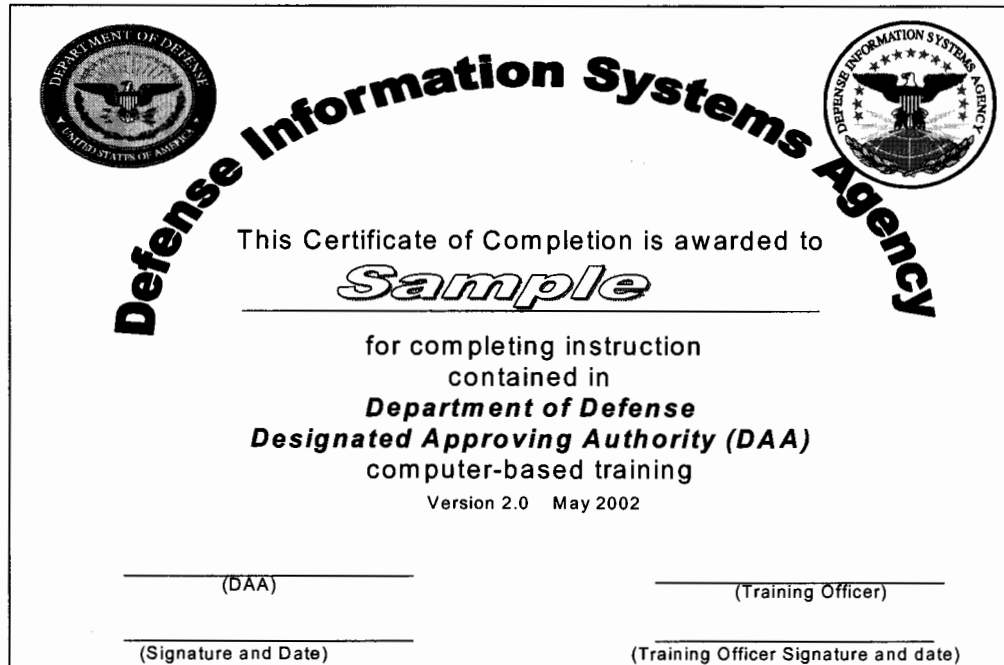 DEPARTMENT OF DEFENSE
UNITED STATES OF AMERICA
DEFENSE INFORMATION SYSTEMS AGENCY
Defense Information Systems Agency
This Certificate of Completion is awarded to
Sample
for completing instruction
contained in
Department of Defense
Designated Approving Authority (DAA)
computer-based training
Version 2.0 May 2002
(DAA)
(Training Officer)
(Signature and Date)
(Training Officer Signature and date)